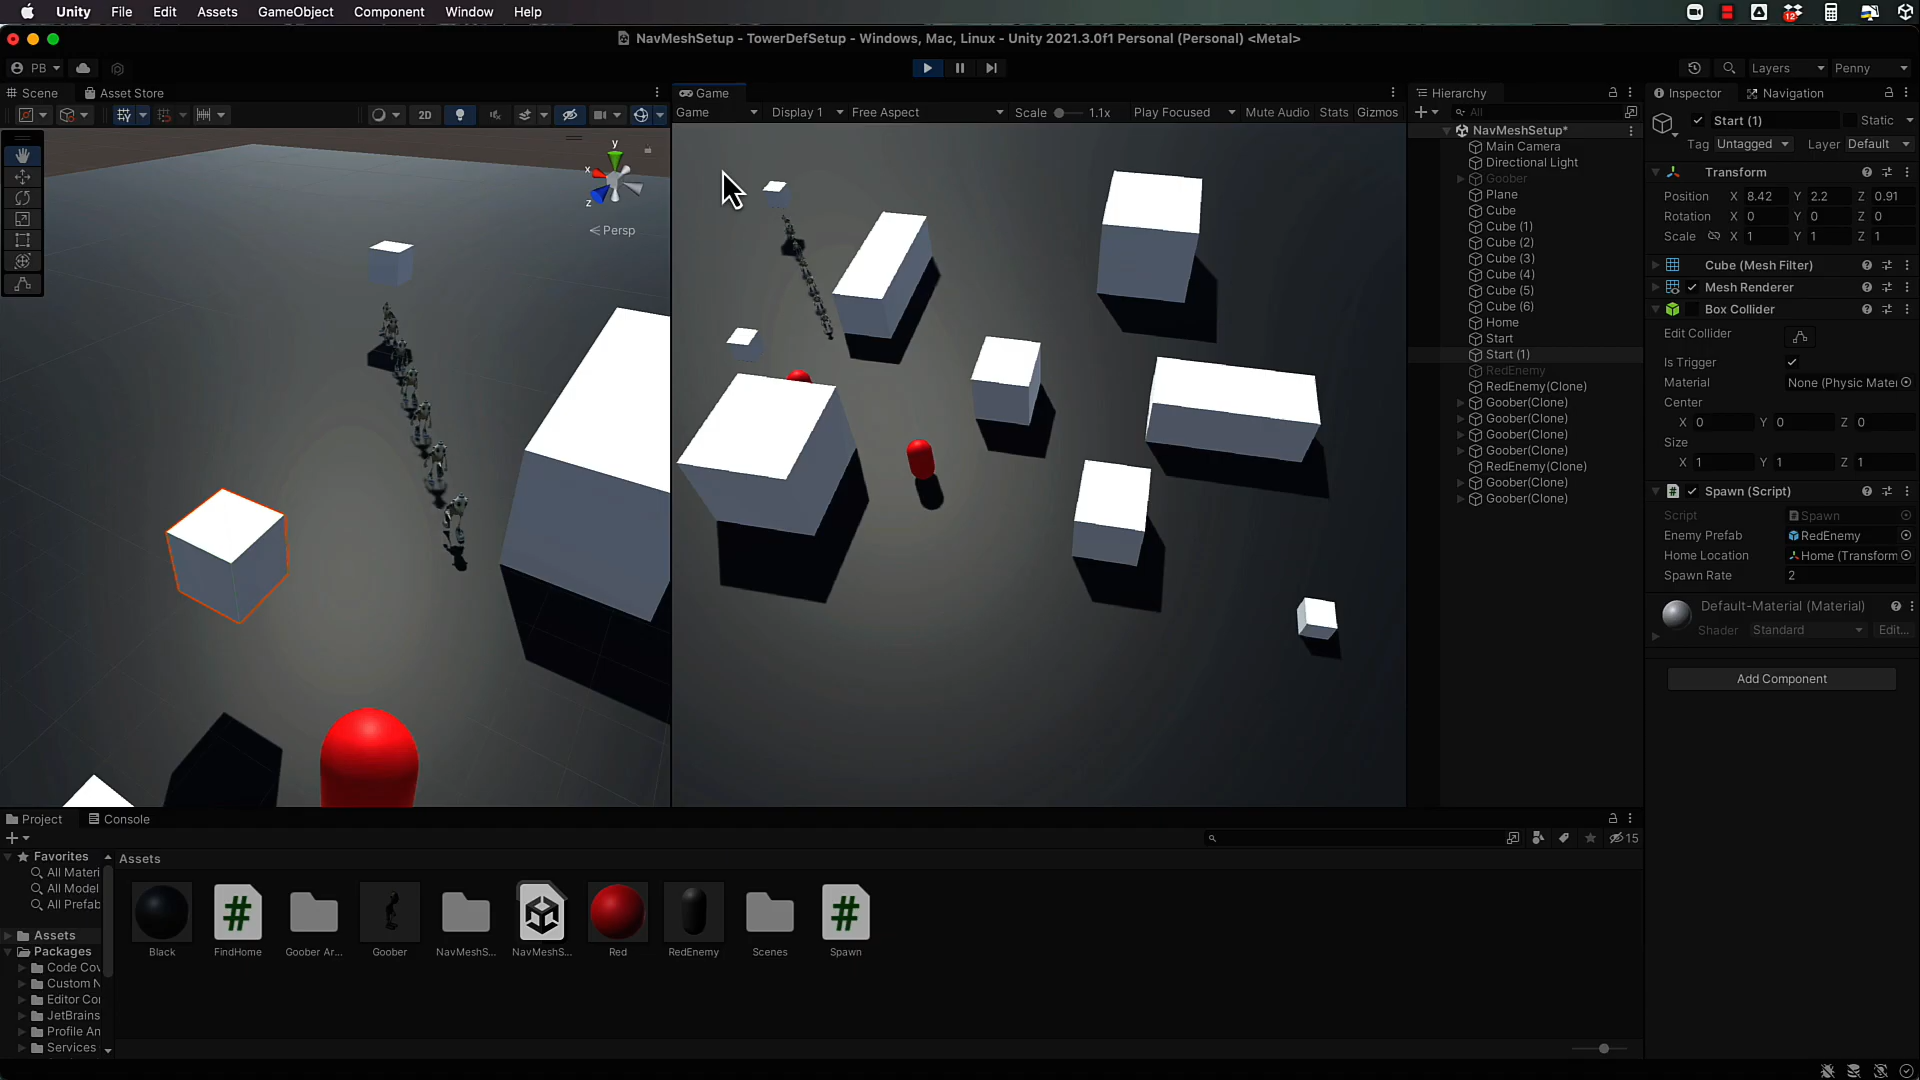 Unity File Edit Assets GameObject Component Window Help
12
NavMeshSetup - TowerDefSetup - Windows, Mac, Linux - Unity 2021.3.0f1 Personal (Personal) <Metal>
PB Layers Penny
Scene Asset Store
2D
y
x
z
Persp
Game
Game Display 1 Free Aspect Scale 1.1x Play Focused Mute Audio Stats Gizmos
Hierarchy
All
NavMeshSetup*
Main Camera
Directional Light
Goober
Plane
Cube
Cube (1)
Cube (2)
Cube (3)
Cube (4)
Cube (5)
Cube (6)
Home
Start
Start (1)
RedEnemy
RedEnemy(Clone)
Goober(Clone)
Goober(Clone)
Goober(Clone)
Goober(Clone)
RedEnemy(Clone)
Goober(Clone)
Goober(Clone)
Inspector Navigation
Start (1) Static
Tag Untagged Layer Default
Transform
Position X 8.42 Y 2.2 Z 0.91
Rotation X 0 Y 0 Z 0
Scale X 1 Y 1 Z 1
Cube (Mesh Filter)
Mesh Renderer
Box Collider
Edit Collider
Is Trigger
Material None (Physic Mater
Center
X 0 Y 0 Z 0
Size
X 1 Y 1 Z 1
# Spawn (Script)
Script Spawn
Enemy Prefab RedEnemy
Home Location Home (Transform
Spawn Rate 2
Default-Material (Material)
Shader Standard Edit...
Add Component
Project Console
15
Favorites
All Materi
All Model
All Prefab
Assets
Packages
Code Cov
Custom N
Editor Cor
JetBrains
Profile An
Services
Assets
Black FindHome Goober Ar... Goober NavMeshS... NavMeshS... Red RedEnemy Scenes Spawn